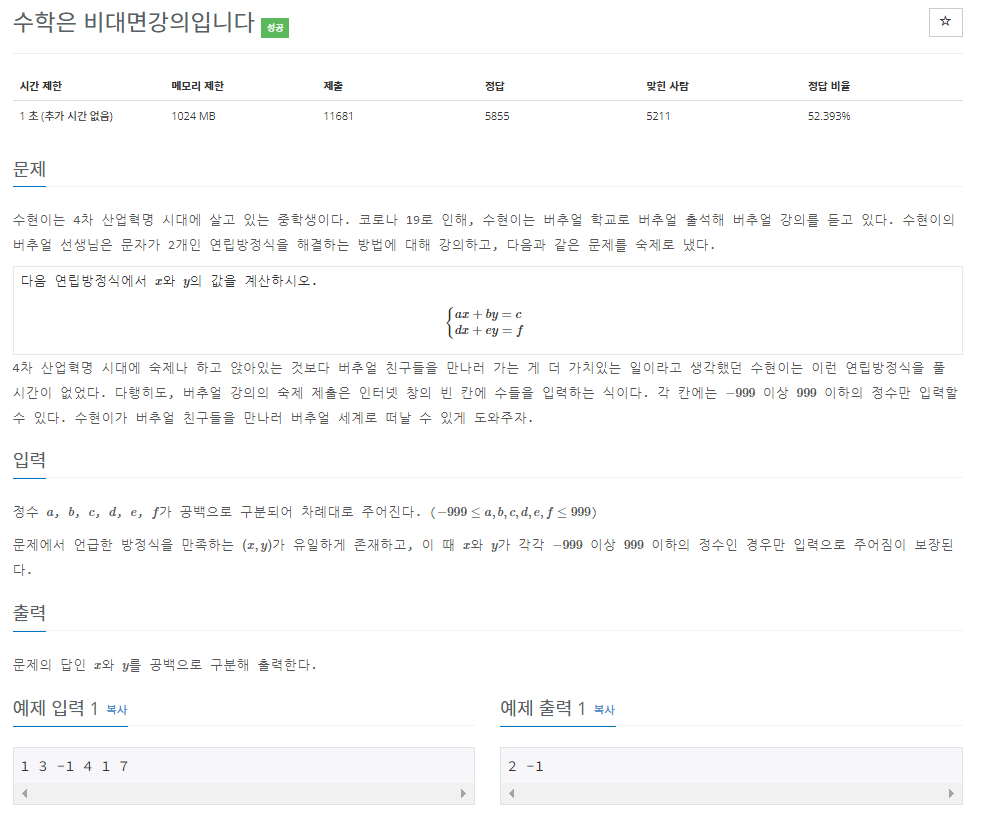 수학은 비대면강의입니다 성공
☆
시간 제한 메모리 제한 제출 정답 맞힌 사람 정답 비율
1 초 (추가 시간 없음) 1024 MB 11681 5855 5211 52.393%
문제
수현이는 4차 산업혁명 시대에 살고 있는 중학생이다. 코로나 19로 인해, 수현이는 버추얼 학교로 버추얼 출석해 버추얼 강의를 듣고 있다. 수현이의
버추얼 선생님은 문자가 2개인 연립방정식을 해결하는 방법에 대해 강의하고, 다음과 같은 문제를 숙제로 냈다.
다음 연립방정식에서 x와 y의 값을 계산하시오.
{ax + by = c
dx + ey = f
4차 산업혁명 시대에 숙제나 하고 앉아있는 것보다 버추얼 친구들을 만나러 가는 게 더 가치있는 일이라고 생각했던 수현이는 이런 연립방정식을 풀
시간이 없었다. 다행히도, 버추얼 강의의 숙제 제출은 인터넷 창의 빈 칸에 수들을 입력하는 식이다. 각 칸에는 −999 이상 999 이하의 정수만 입력할
수 있다. 수현이가 버추얼 친구들을 만나러 버추얼 세계로 떠날 수 있게 도와주자.
입력
정수 a, b, c, d, e, f가 공백으로 구분되어 차례대로 주어진다. (−999 ≤ a, b, c, d, e, f ≤ 999)
문제에서 언급한 방정식을 만족하는 (x, y)가 유일하게 존재하고, 이 때 x와 y가 각각 −999 이상 999 이하의 정수인 경우만 입력으로 주어짐이 보장된
다.
출력
문제의 답인 x와 y를 공백으로 구분해 출력한다.
예제 입력 1 복사
1 3 -1 4 1 7
예제 출력 1 복사
2 -1